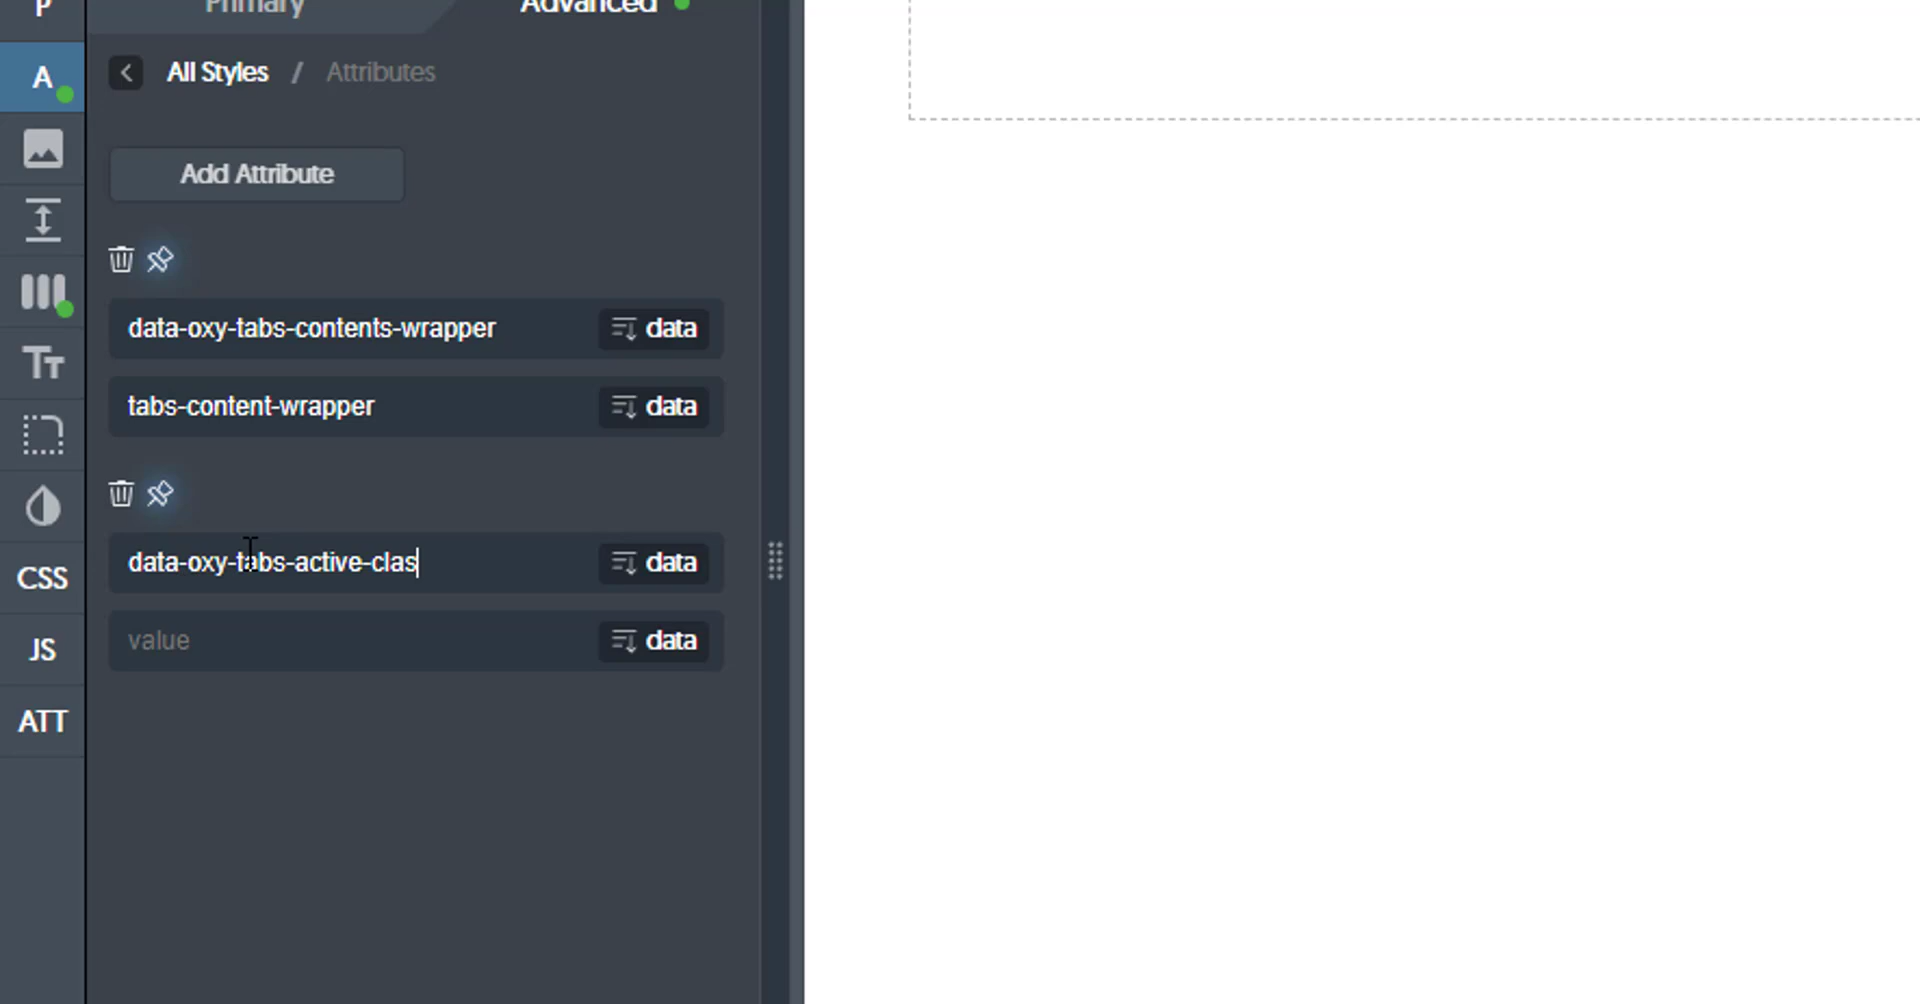 P
Primary
Advanced
A
All Styles / Attributes
Add Attribute
data-oxy-tabs-contents-wrapper
data
tabs-content-wrapper
data
data-oxy-tabs-active-clas
data
value
data
TT
CSS
JS
ATT